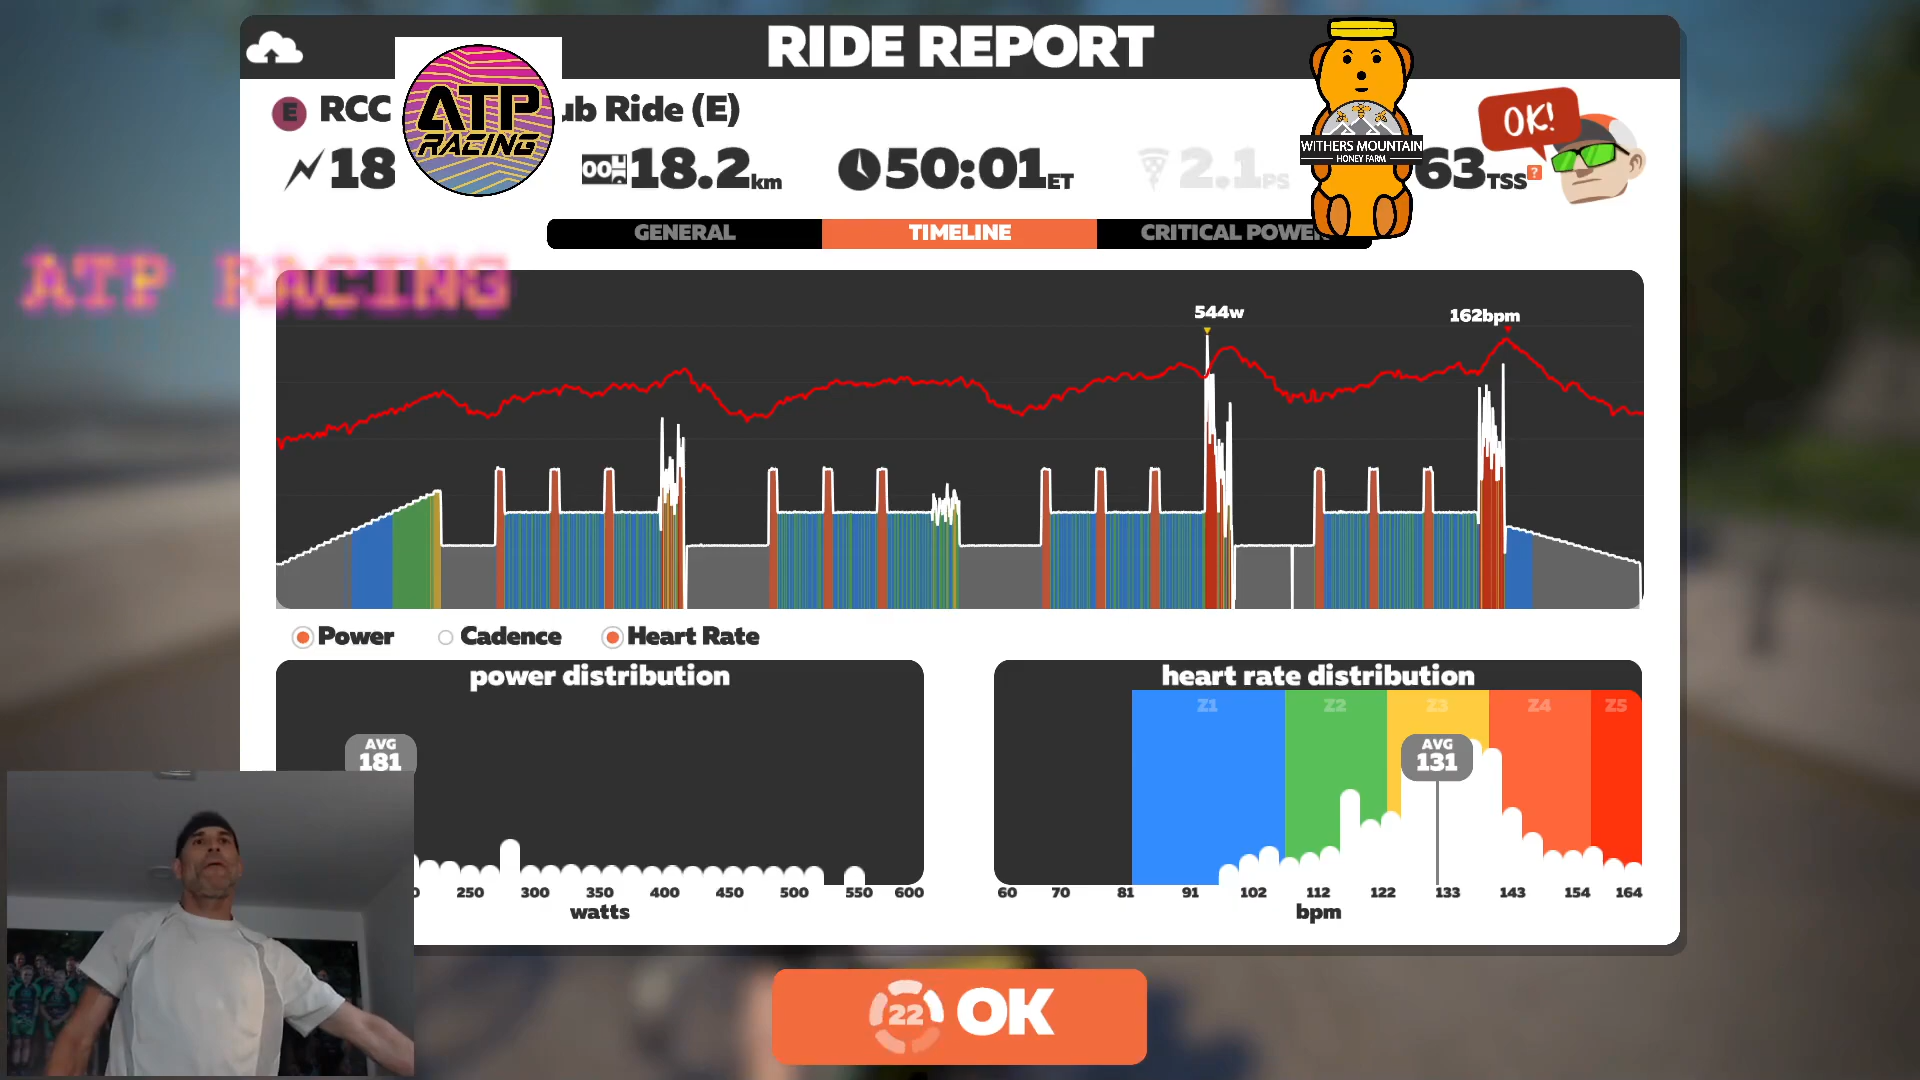 RIDE REPORT
E RCC ub Ride (E)
ATP
RACING
OK!
WITHERS MOUNTAIN
HONEY FARM
18 18.2km 50:01ET 2.1PS 63TSS ?
GENERAL TIMELINE CRITICAL POWER
ATP RACING
544w 162bpm
Power Cadence Heart Rate
power distribution
AVG
181
0 250 300 350 400 450 500 550 600
watts
heart rate distribution
Z1 Z2 Z3 Z4 Z5
AVG
131
60 70 81 91 102 112 122 133 143 154 164
bpm
22 OK